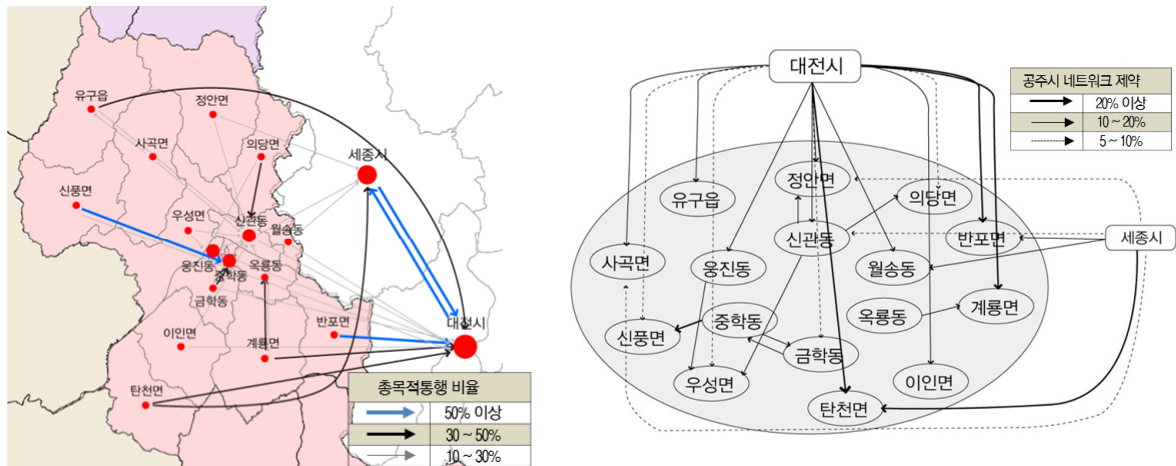 유구읍
정안면
사곡면
의당면
세종시
신풍면
우성면
신관동
월송동
웅진동
중학동
옥룡동
금학동
이인면
계룡면
반포면
대전시
탄천면
총목적통행 비율
50% 이상
30 ~ 50%
10 ~ 30%
대전시
공주시 네트워크 제약
20% 이상
10 ~ 20%
5 ~ 10%
정안면
유구읍
의당면
신관동
반포면
세종시
사곡면
웅진동
월송동
계룡면
신풍면
중학동
옥룡동
금학동
우성면
이인면
탄천면